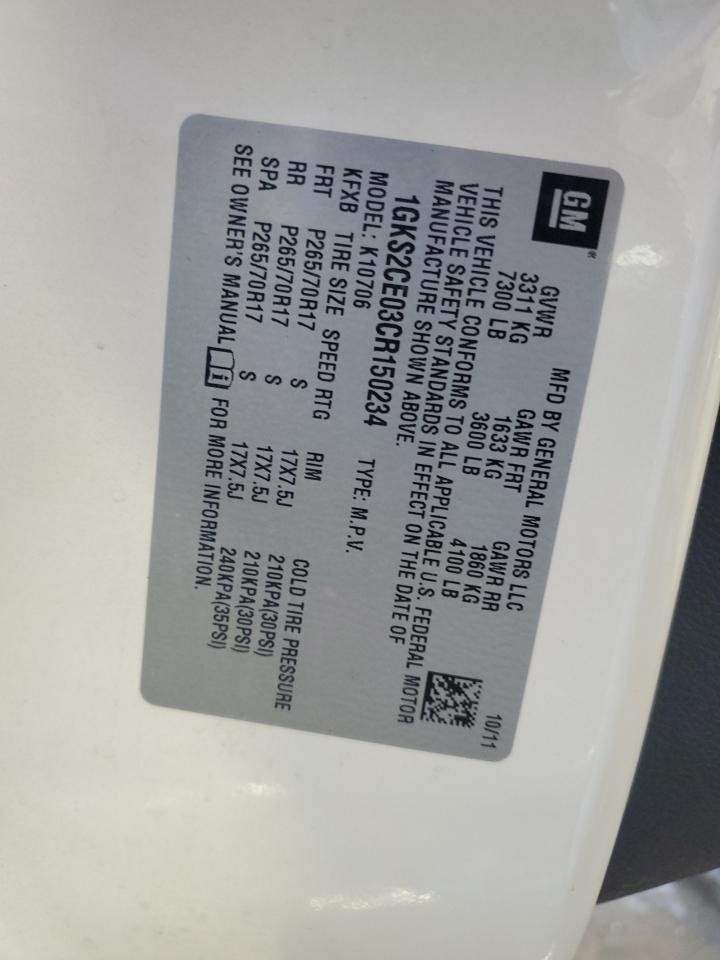 GM®
MFD BY GENERAL MOTORS LLC 10/11
GVWR GAWR FRT GAWR RR
3311 KG 1633 KG 1860 KG
7300 LB 3600 LB 4100 LB
THIS VEHICLE CONFORMS TO ALL APPLICABLE U.S. FEDERAL MOTOR
VEHICLE SAFETY STANDARDS IN EFFECT ON THE DATE OF
MANUFACTURE SHOWN ABOVE.
1GKS2CE03CR150234 TYPE: M.P.V.
MODEL: K10706
KFXB TIRE SIZE SPEED RTG RIM COLD TIRE PRESSURE
FRT P265/70R17 S 17X7.5J 210KPA(30PSI)
RR P265/70R17 S 17X7.5J 210KPA(30PSI)
SPA P265/70R17 S 17X7.5J 240KPA(35PSI)
SEE OWNER'S MANUAL FOR MORE INFORMATION.